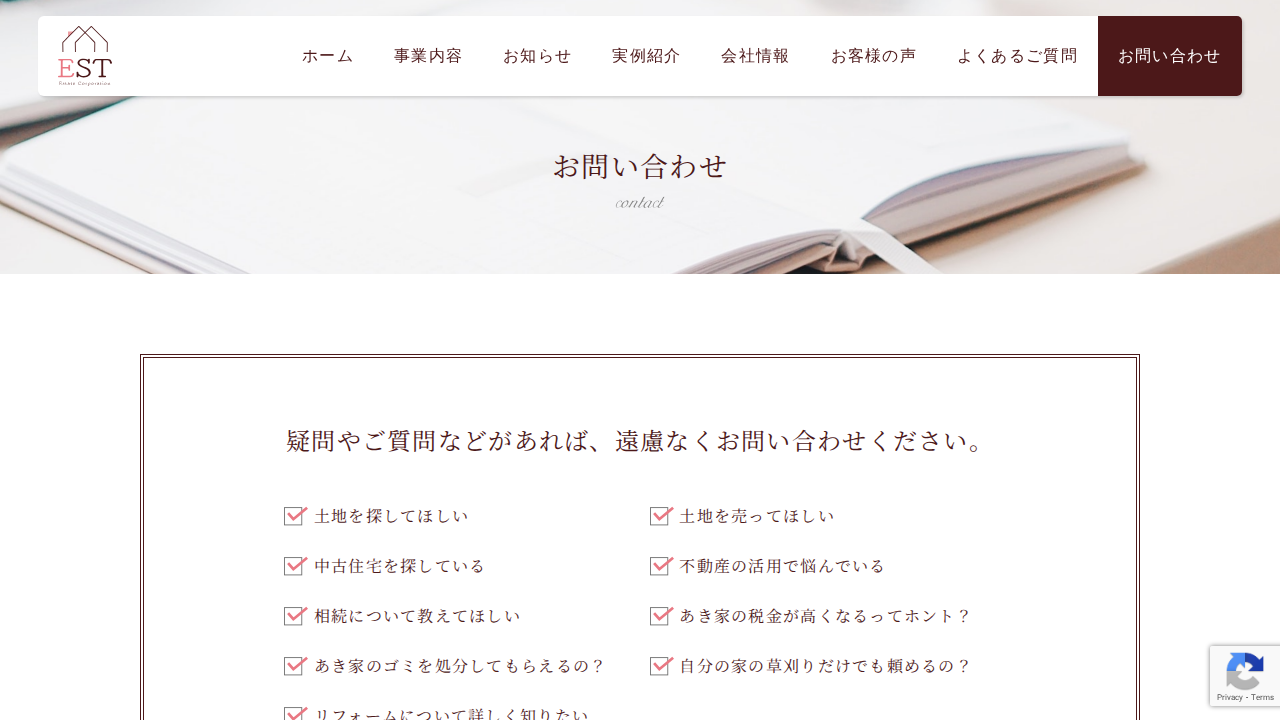 EST
Estate Corporation
ホーム 事業内容 お知らせ 実例紹介 会社情報 お客様の声 よくあるご質問 お問い合わせ
お問い合わせ
contact
疑問やご質問などがあれば、遠慮なくお問い合わせください。
土地を探してほしい 土地を売ってほしい
中古住宅を探している 不動産の活用で悩んでいる
相続について教えてほしい あき家の税金が高くなるってホント？
あき家のゴミを処分してもらえるの？ 自分の家の草刈りだけでも頼めるの？
リフォームについて詳しく知りたい
Privacy - Terms